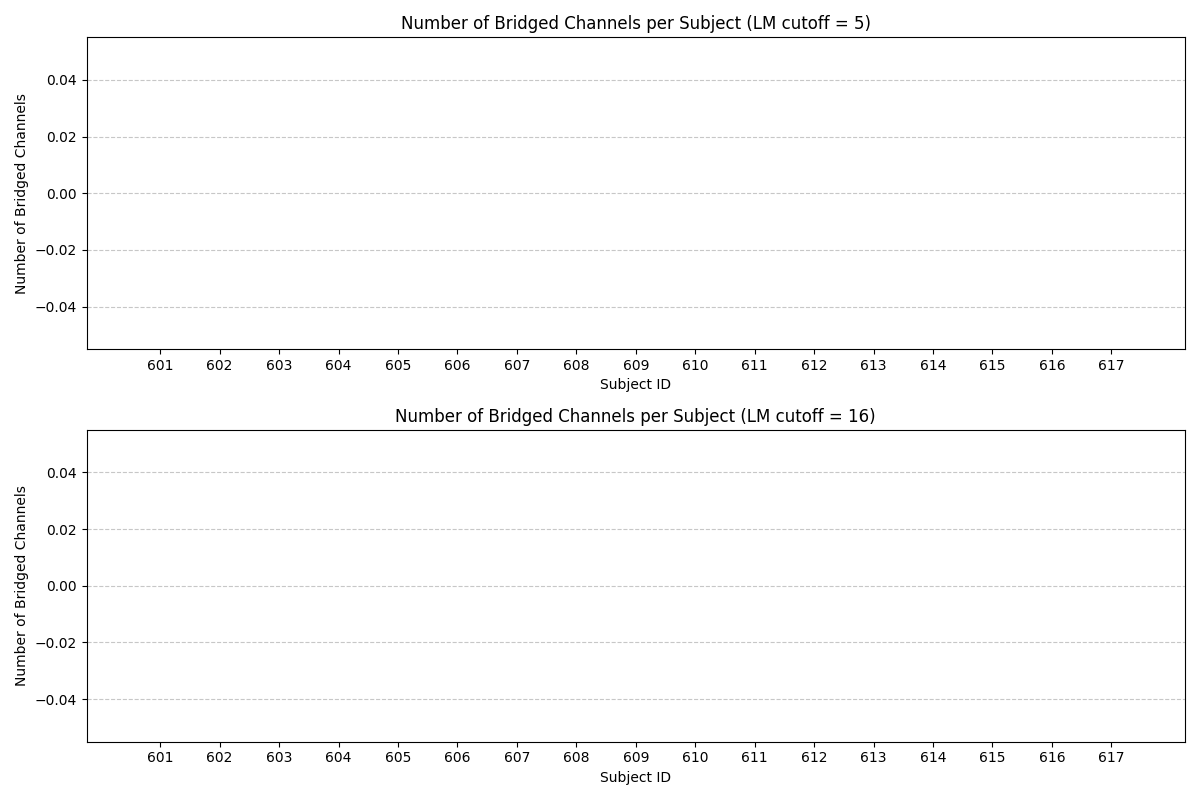 Number of Bridged Channels per Subject (LM cutoff = 5)
Number of Bridged Channels
0.04
0.02
0.00
−0.02
−0.04
601 602 603 604 605 606 607 608 609 610 611 612 613 614 615 616 617
Subject ID
Number of Bridged Channels per Subject (LM cutoff = 16)
Number of Bridged Channels
0.04
0.02
0.00
−0.02
−0.04
601 602 603 604 605 606 607 608 609 610 611 612 613 614 615 616 617
Subject ID